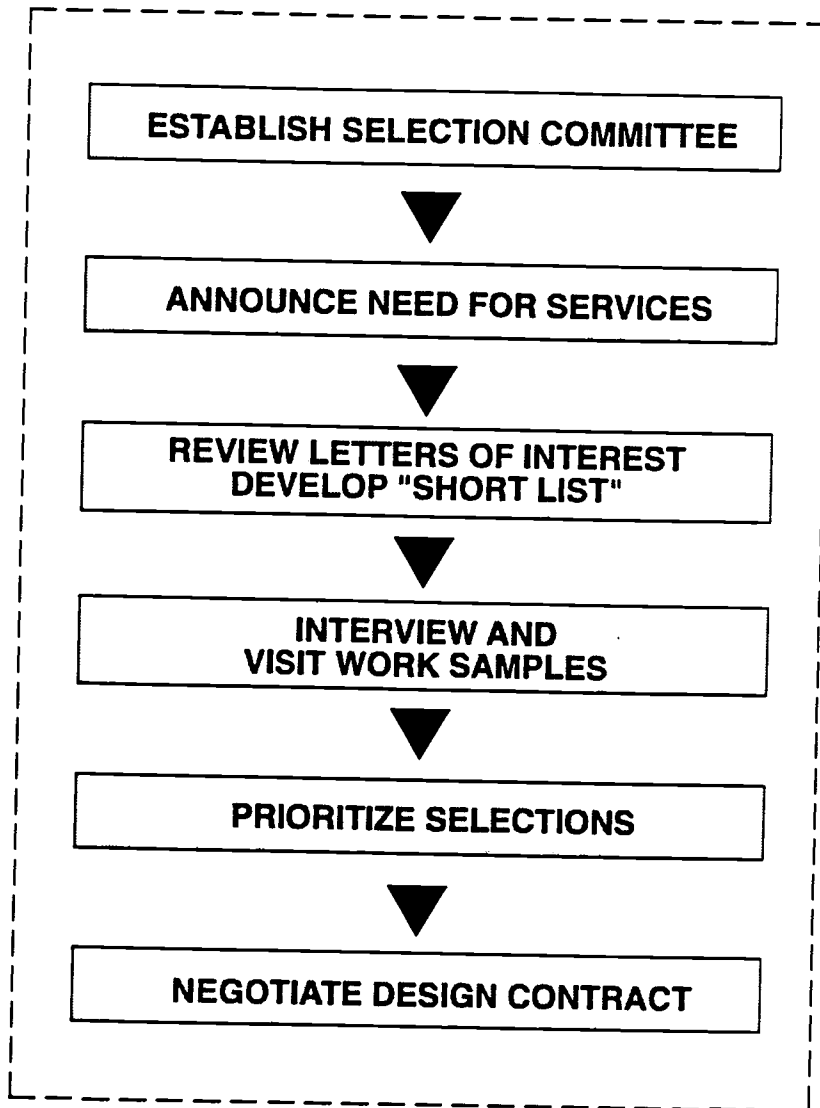 ESTABLISH SELECTION COMMITTEE
ANNOUNCE NEED FOR SERVICES
REVIEW LETTERS OF INTEREST
DEVELOP "SHORT LIST"
INTERVIEW AND
VISIT WORK SAMPLES
PRIORITIZE SELECTIONS
NEGOTIATE DESIGN CONTRACT